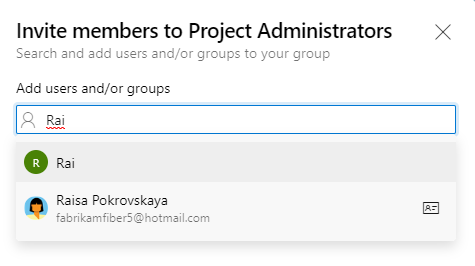 Invite members to Project Administrators
Search and add users and/or groups to your group
Add users and/or groups
Rai
R Rai
Raisa Pokrovskaya
fabrikamfiber5@hotmail.com